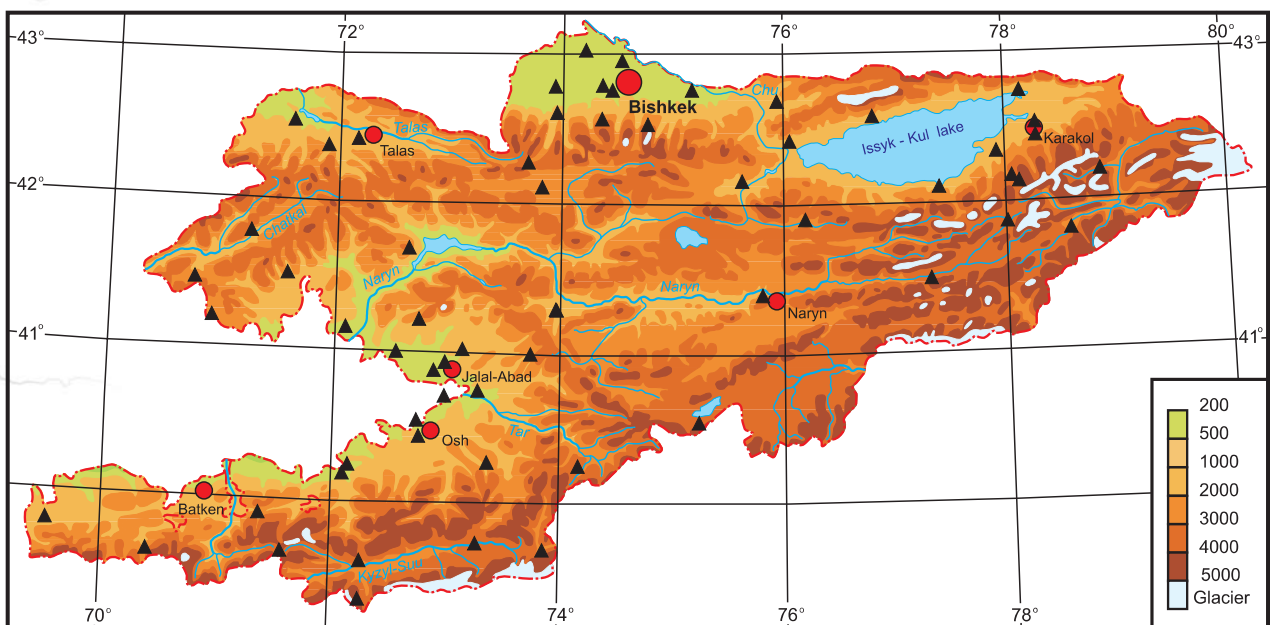 72°
76°
78°
80°
43°
43°
Chu
Bishkek
Talas
Talas
Issyk - Kul lake
Karakol
42°
Chatkal
Naryn
Naryn
Naryn
41°
41°
Jalal-Abad
Tar
Osh
Batken
Kyzyl-Suu
200
500
1000
2000
3000
4000
5000
Glacier
70°
74°
76°
78°